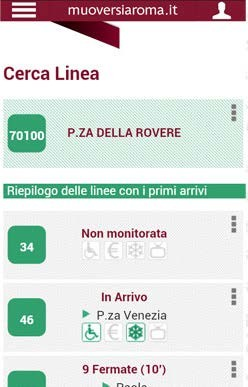 muoversiaroma.it
Cerca Linea
70100
P.ZA DELLA ROVERE
Riepilogo delle linee con i primi arrivi
34
Non monitorata
€
46
In Arrivo
P.za Venezia
€
9 Fermate (10')
Paola